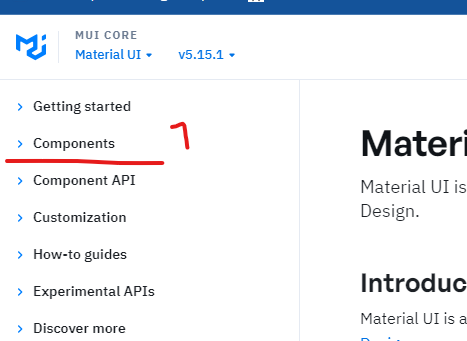 MUI CORE
Material UI
v5.15.1
Getting started
Components
1
Component API
Customization
How-to guides
Experimental APIs
Discover more
Materi
Material UI is
Design.
Introduc
Material UI is a